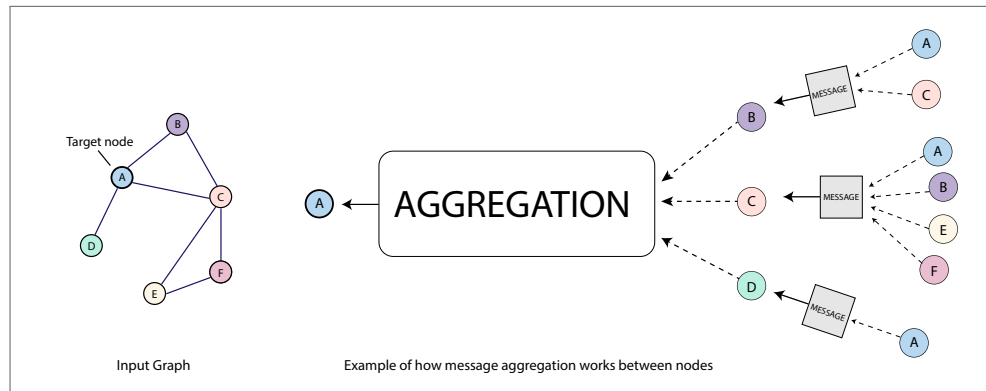 Target node
A
B
C
D
E
F
Input Graph
A
AGGREGATION
B
C
D
MESSAGE
MESSAGE
MESSAGE
A
C
A
B
E
F
A
Example of how message aggregation works between nodes